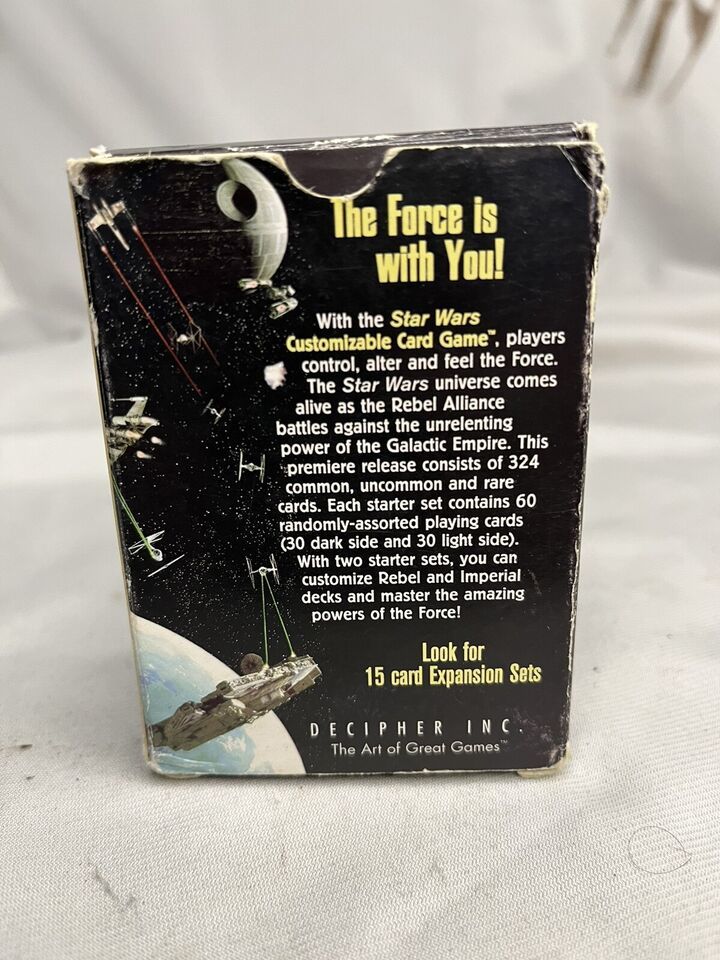 The Force is
with You!
With the Star Wars
Customizable Card Game™, players
control, alter and feel the Force.
The Star Wars universe comes
alive as the Rebel Alliance
battles against the unrelenting
power of the Galactic Empire. This
premiere release consists of 324
common, uncommon and rare
cards. Each starter set contains 60
randomly-assorted playing cards
(30 dark side and 30 light side).
With two starter sets, you can
customize Rebel and Imperial
decks and master the amazing
powers of the Force!
Look for
15 card Expansion Sets
DECIPHER INC.
The Art of Great Games™